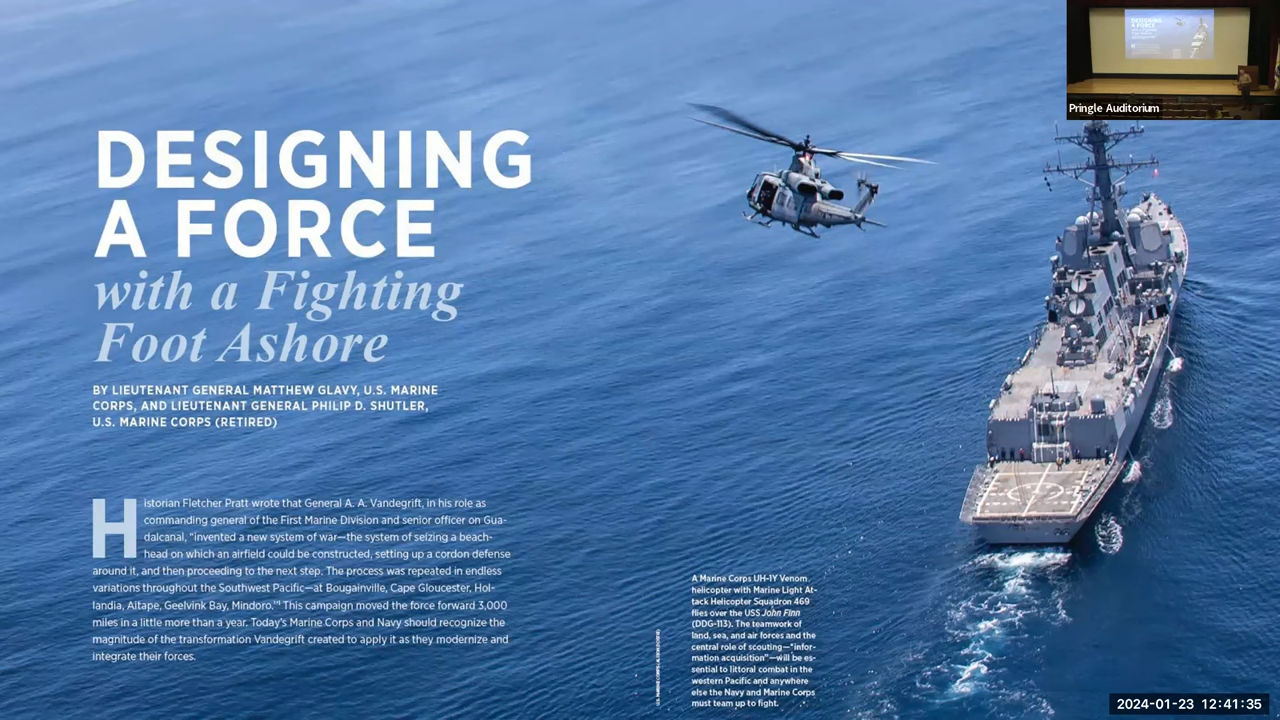 Pringle Auditorium
DESIGNING
A FORCE
with a Fighting
Foot Ashore
BY LIEUTENANT GENERAL MATTHEW GLAVY, U.S. MARINE
CORPS, AND LIEUTENANT GENERAL PHILIP D. SHUTLER,
U.S. MARINE CORPS (RETIRED)
Historian Fletcher Pratt wrote that General A. A. Vandegrift, in his role as
commanding general of the First Marine Division and senior officer on Gua-
dalcanal, “invented a new system of war—the system of seizing a beach-
head on which an airfield could be constructed, setting up a cordon defense
around it, and then proceeding to the next step. The process was repeated in endless
variations throughout the Southwest Pacific—at Bougainville, Cape Gloucester, Hol-
landia, Aitape, Geelvink Bay, Mindoro.”¹ This campaign moved the force forward 3,000
miles in a little more than a year. Today’s Marine Corps and Navy should recognize the
magnitude of the transformation Vandegrift created to apply it as they modernize and
integrate their forces.
A Marine Corps UH-1Y Venom
helicopter with Marine Light At-
tack Helicopter Squadron 469
flies over the USS John Finn
(DDG-113). The teamwork of
land, sea, and air forces and the
central role of scouting—“infor-
mation acquisition”—will be es-
sential to littoral combat in the
western Pacific and anywhere
else the Navy and Marine Corps
must team up to fight.
2024-01-23 12:41:35